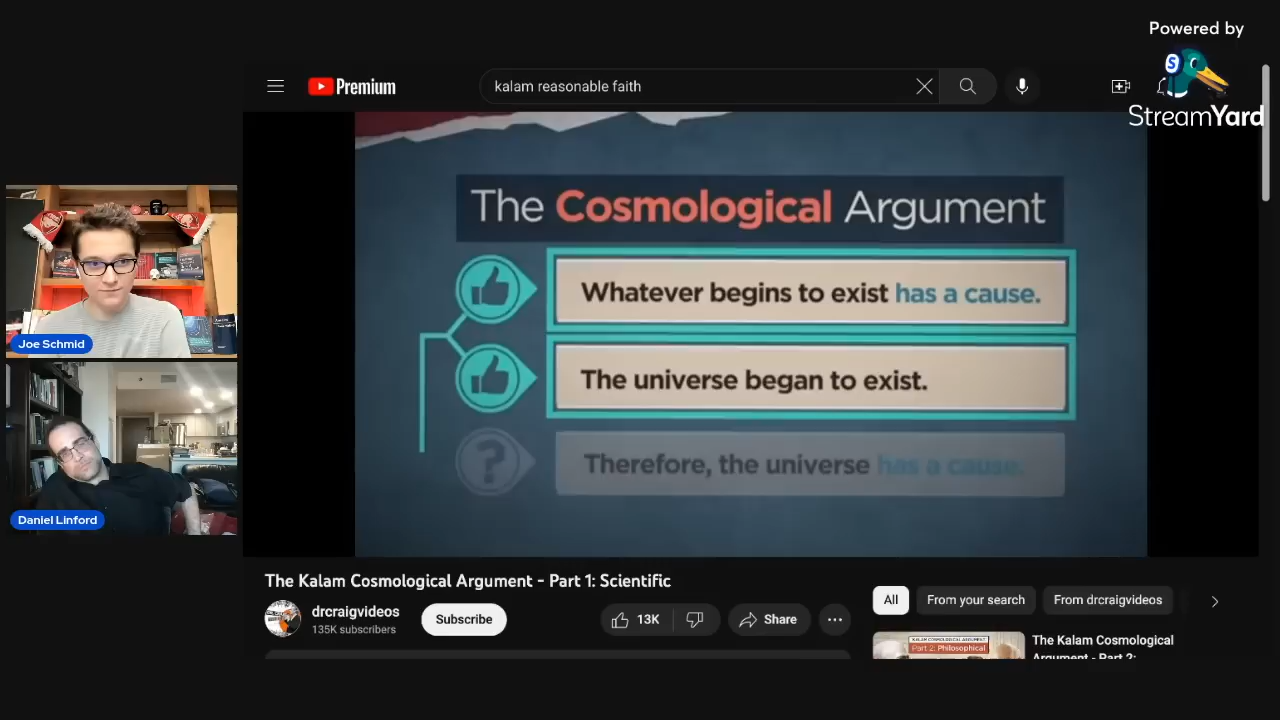 Powered by
StreamYard
Premium
kalam reasonable faith
The Cosmological Argument
Whatever begins to exist has a cause.
The universe began to exist.
Therefore, the universe has a cause.
Joe Schmid
Daniel Linford
The Kalam Cosmological Argument - Part 1: Scientific
drcraigvideos
135K subscribers
Subscribe
13K
Share
All
From your search
From drcraigvideos
KALAM COSMOLOGICAL ARGUMENT
Part 2: Philosophical
The Kalam Cosmological
Argument - Part 2: